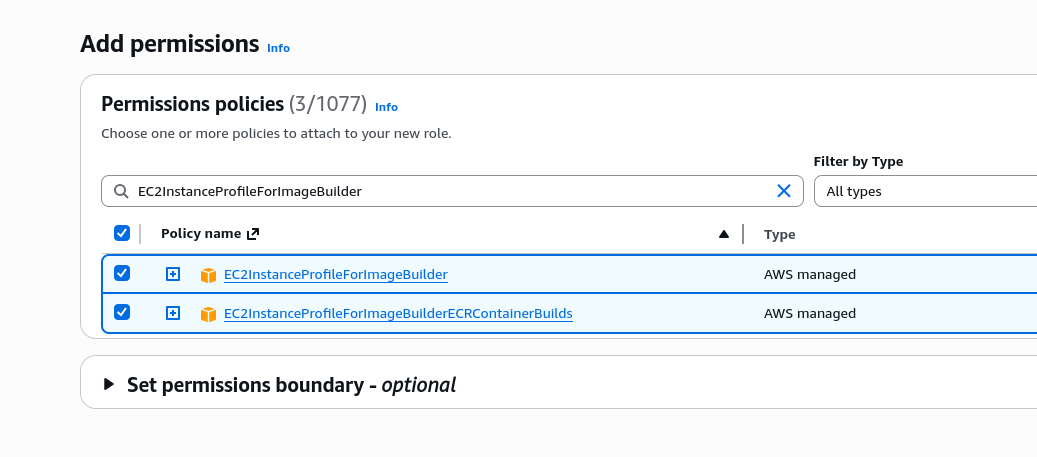 Add permissions Info
Permissions policies (3/1077) Info
Choose one or more policies to attach to your new role.
Filter by Type
EC2InstanceProfileForImageBuilder
All types
Policy name
Type
EC2InstanceProfileForImageBuilder
AWS managed
EC2InstanceProfileForImageBuilderECRContainerBuilds
AWS managed
Set permissions boundary - optional